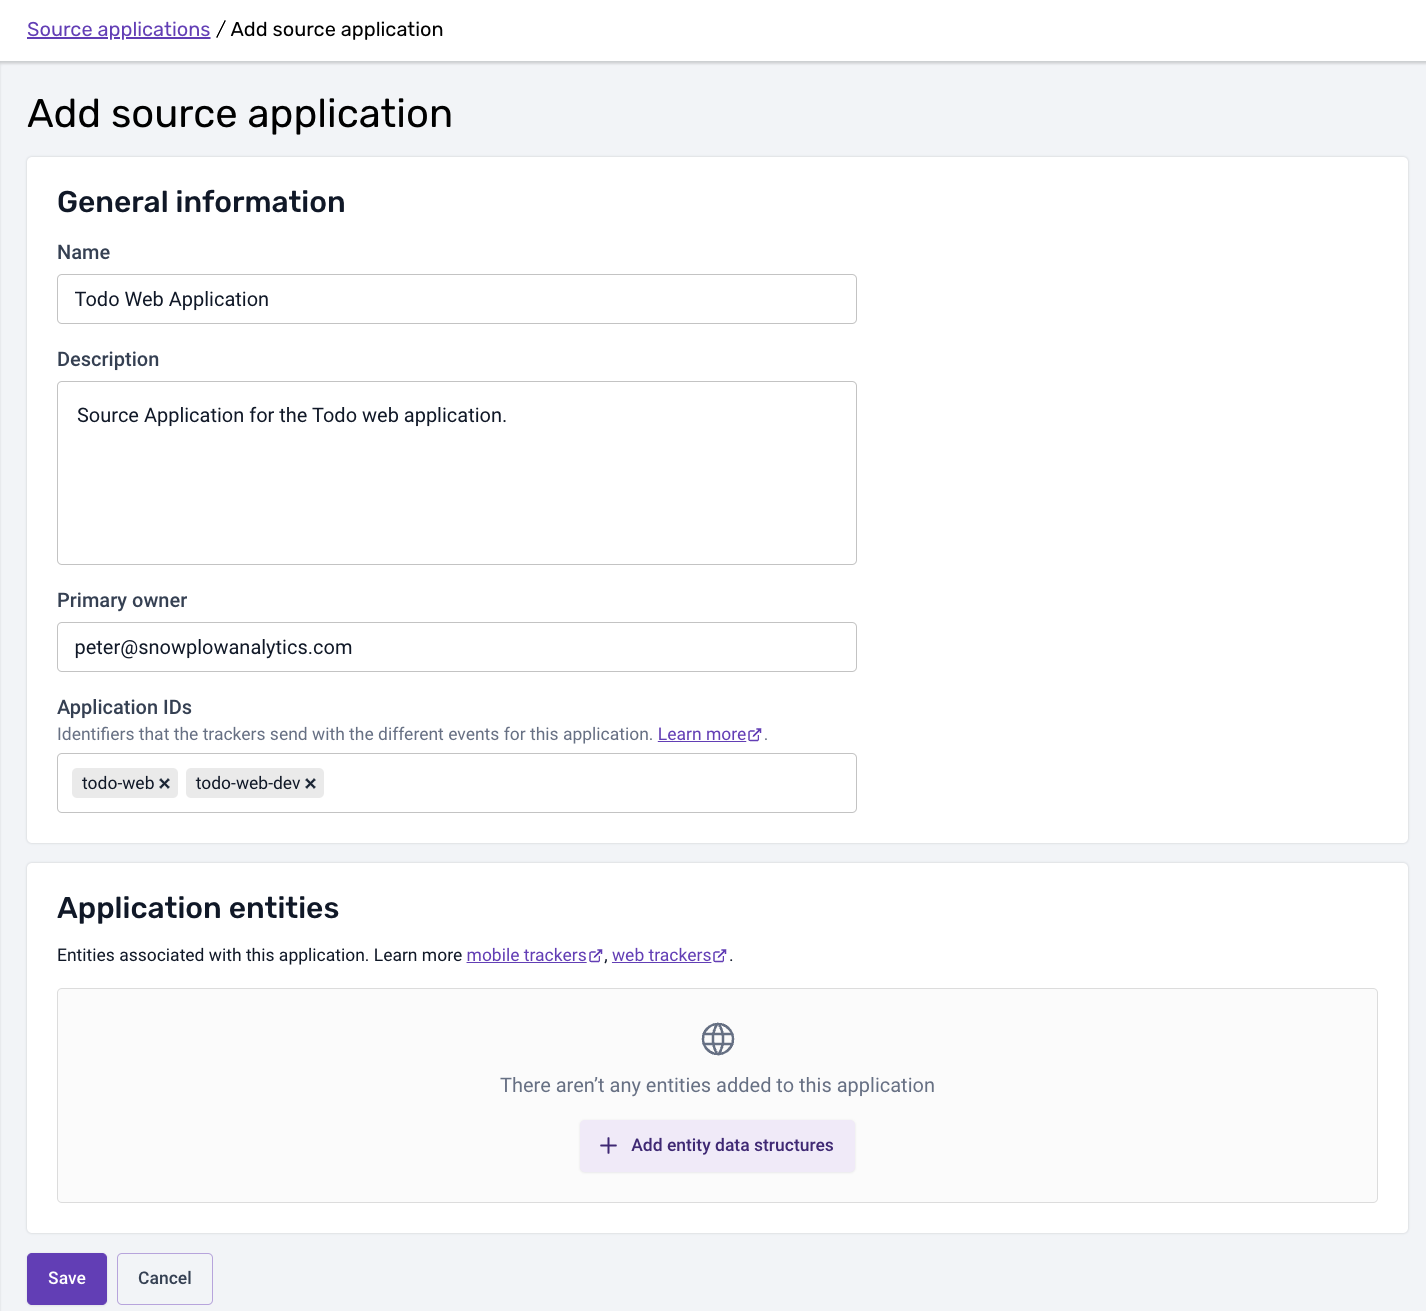 Source applications / Add source application
Add source application
General information
Name
Todo Web Application
Description
Source Application for the Todo web application.
Primary owner
peter@snowplowanalytics.com
Application IDs
Identifiers that the trackers send with the different events for this application. Learn more.
todo-web × todo-web-dev ×
Application entities
Entities associated with this application. Learn more mobile trackers, web trackers.
There aren't any entities added to this application
+ Add entity data structures
Save Cancel